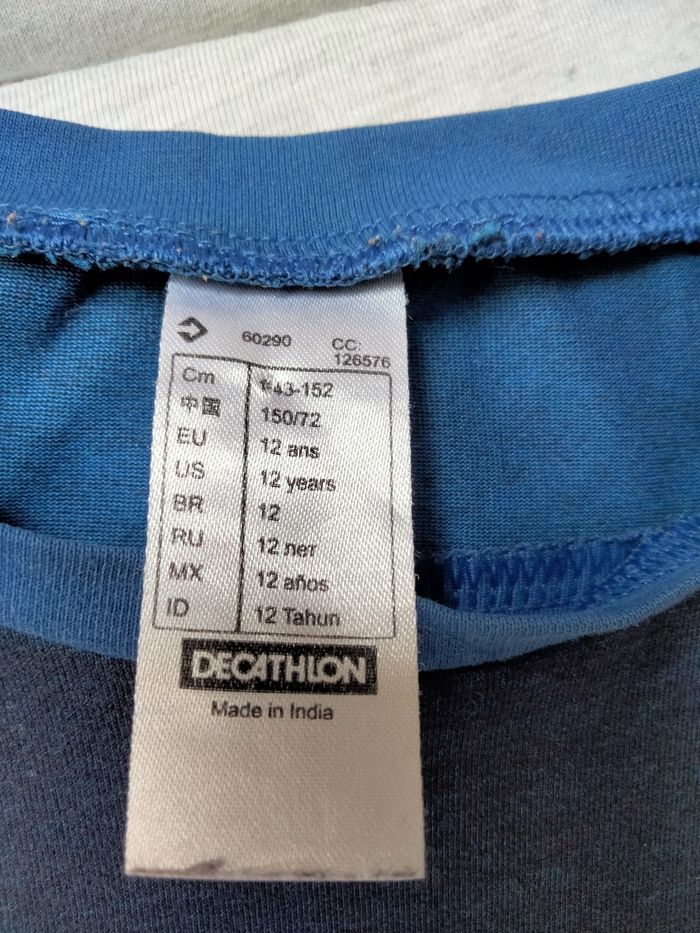 60290 CC:
126576
Cm 143-152
中国 150/72
EU 12 ans
US 12 years
BR 12
RU 12 лет
MX 12 años
ID 12 Tahun
DECATHLON
Made in India